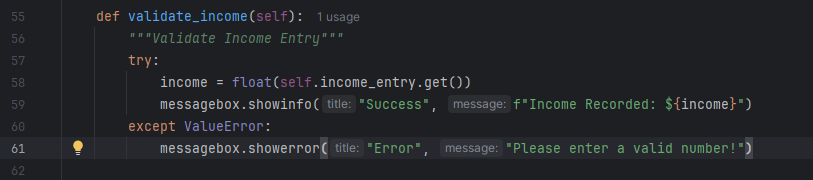 55 def validate_income(self): 1 usage
56 """Validate Income Entry"""
57 try:
58 income = float(self.income_entry.get())
59 messagebox.showinfo( title: "Success", message: f"Income Recorded: ${income}")
60 except ValueError:
61 messagebox.showerror( title: "Error", message: "Please enter a valid number!")
62